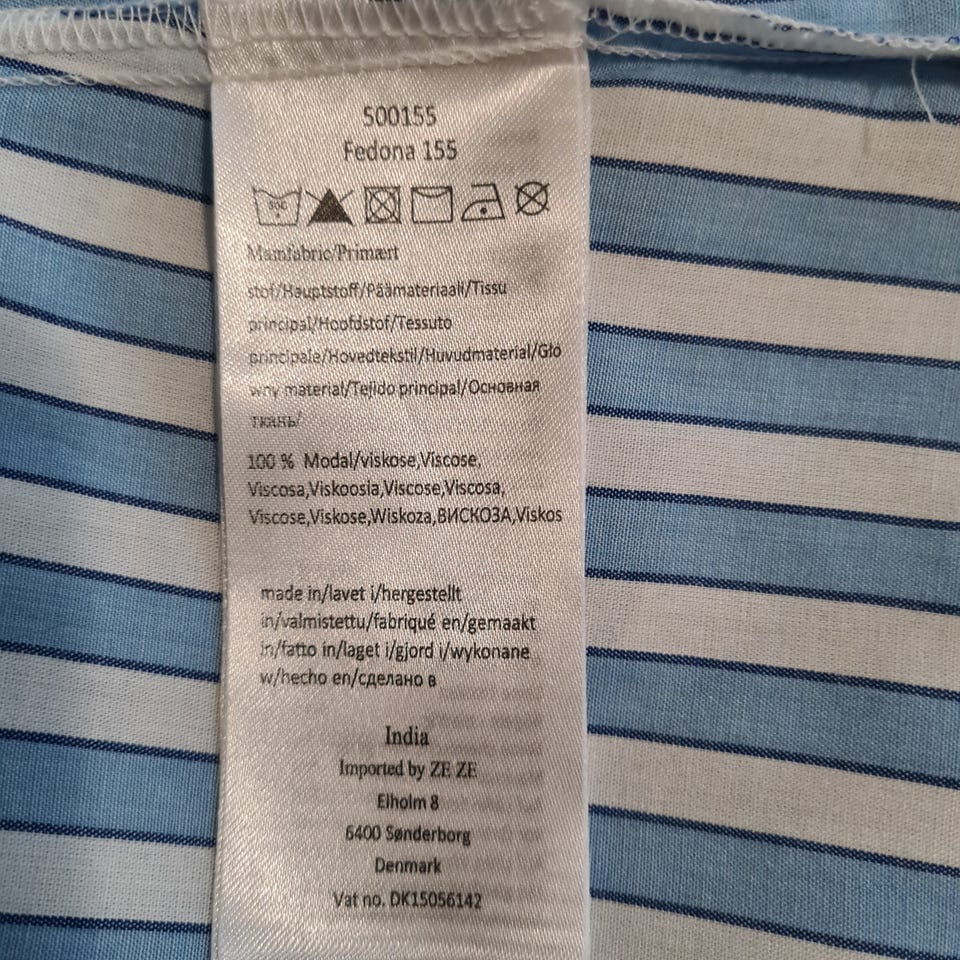 500155
Fedona 155
30C
Mainfabric/Primært
stof/Hauptstoff/Päämateriaali/Tissu
principal/Hoofdstof/Tessuto
principale/Hovedtekstil/Huvudmaterial/Glo
wny material/Tejido principal/Основная
ткань/
100 % Modal/viskose,Viscose,
Viscosa,Viskoosia,Viscose,Viscosa,
Viscose,Viskose,Wiskoza,ВИСКОЗА,Viskos
made in/lavet i/hergestellt
in/valmistettu/fabriqué en/gemaakt
in/fatto in/laget i/gjord i/wykonane
w/hecho en/сделано в
India
Imported by ZE ZE
Elholm 8
6400 Sønderborg
Denmark
Vat no. DK15056142